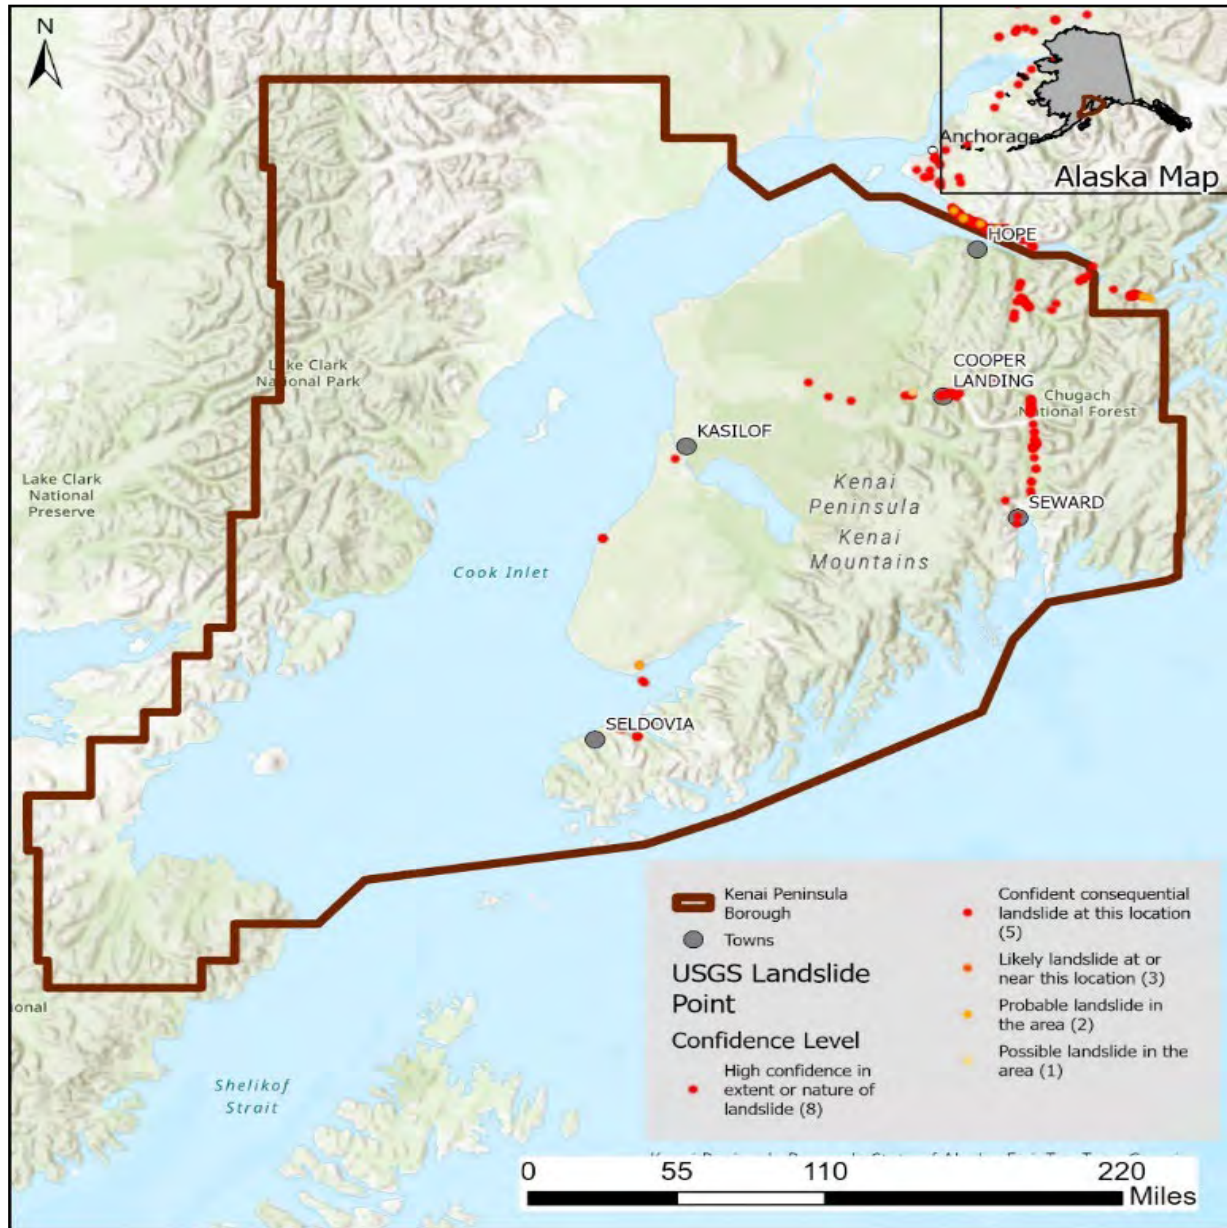 N
Anchorage
Alaska Map
HOPE
Lake Clark
National Park
COOPER
LANDING
Chugach
National Forest
KASILOF
Lake Clark
National
Preserve
Kenai
Peninsula
SEWARD
Kenai
Mountains
Cook Inlet
SELDOVIA
ional
Shelikof
Strait
Kenai Peninsula
Borough
Towns
USGS Landslide
Point
Confidence Level
High confidence in
extent or nature of
landslide (8)
Confident consequential
landslide at this location
(5)
Likely landslide at or
near this location (3)
Probable landslide in
the area (2)
Possible landslide in the
area (1)
0 55 110 220
Miles